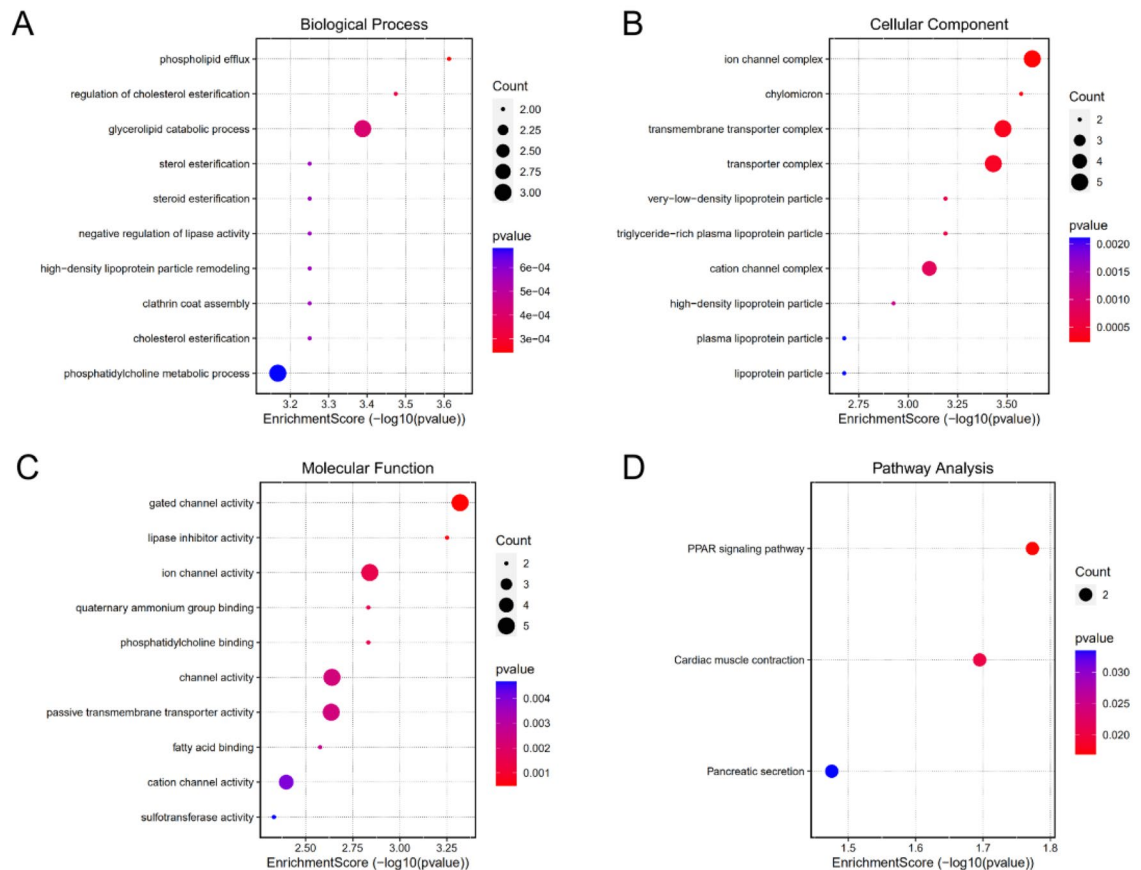 A
Biological Process
phospholipid efflux
regulation of cholesterol esterification
glycerolipid catabolic process
sterol esterification
steroid esterification
negative regulation of lipase activity
high-density lipoprotein particle remodeling
clathrin coat assembly
cholesterol esterification
phosphatidylcholine metabolic process
3.2 3.3 3.4 3.5 3.6
EnrichmentScore (−log10(pvalue))
Count
2.00
2.25
2.50
2.75
3.00
pvalue
6e−04
5e−04
4e−04
3e−04
B
Cellular Component
ion channel complex
chylomicron
transmembrane transporter complex
transporter complex
very−low−density lipoprotein particle
triglyceride−rich plasma lipoprotein particle
cation channel complex
high−density lipoprotein particle
plasma lipoprotein particle
lipoprotein particle
2.75 3.00 3.25 3.50
EnrichmentScore (−log10(pvalue))
Count
2
3
4
5
pvalue
0.0020
0.0015
0.0010
0.0005
C
Molecular Function
gated channel activity
lipase inhibitor activity
ion channel activity
quaternary ammonium group binding
phosphatidylcholine binding
channel activity
passive transmembrane transporter activity
fatty acid binding
cation channel activity
sulfotransferase activity
2.50 2.75 3.00 3.25
EnrichmentScore (−log10(pvalue))
Count
2
3
4
5
pvalue
0.004
0.003
0.002
0.001
D
Pathway Analysis
PPAR signaling pathway
Cardiac muscle contraction
Pancreatic secretion
1.5 1.6 1.7 1.8
EnrichmentScore (−log10(pvalue))
Count
2
pvalue
0.030
0.025
0.020